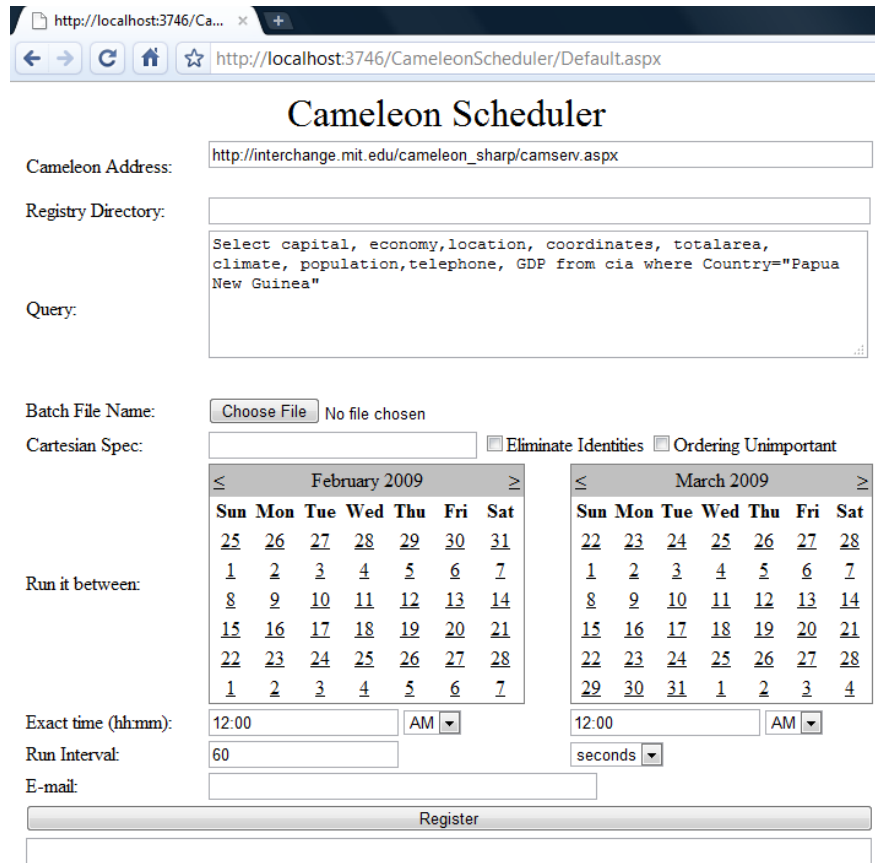 http://localhost:3746/Ca... × +
http://localhost:3746/CameleonScheduler/Default.aspx
Cameleon Scheduler
Cameleon Address: http://interchange.mit.edu/cameleon_sharp/camserv.aspx
Registry Directory:
Query:
Select capital, economy,location, coordinates, totalarea,
climate, population,telephone, GDP from cia where Country="Papua
New Guinea"
Batch File Name: Choose File No file chosen
Cartesian Spec: Eliminate Identities Ordering Unimportant
Run it between:
< February 2009 >
Sun Mon Tue Wed Thu Fri Sat
25 26 27 28 29 30 31
1 2 3 4 5 6 7
8 9 10 11 12 13 14
15 16 17 18 19 20 21
22 23 24 25 26 27 28
1 2 3 4 5 6 7
< March 2009 >
Sun Mon Tue Wed Thu Fri Sat
22 23 24 25 26 27 28
1 2 3 4 5 6 7
8 9 10 11 12 13 14
15 16 17 18 19 20 21
22 23 24 25 26 27 28
29 30 31 1 2 3 4
Exact time (hh:mm): 12:00 AM 12:00 AM
Run Interval: 60 seconds
E-mail:
Register